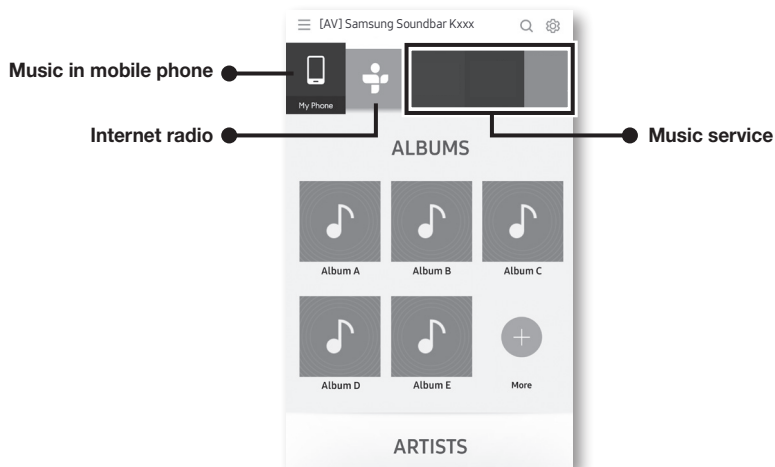 [AV] Samsung Soundbar Kxxx
Music in mobile phone
My Phone
Internet radio
Music service
ALBUMS
Album A
Album B
Album C
Album D
Album E
More
ARTISTS